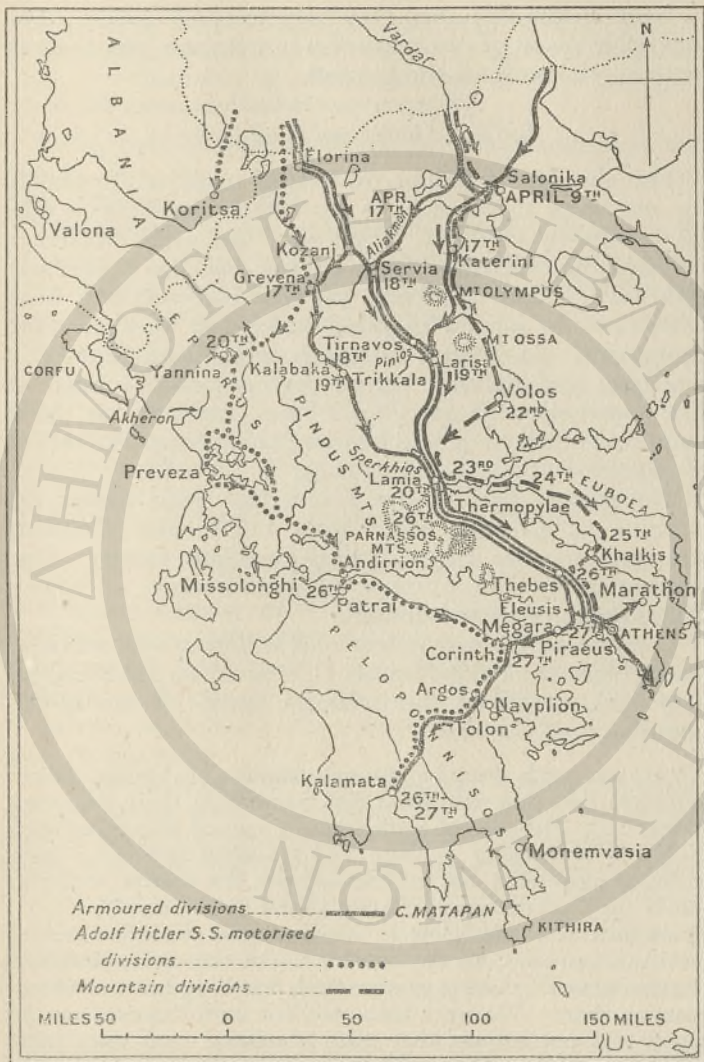 ALBANIA
Vardar
N
Florina
Koritsa
Valona
APR.
17TH
Salonika
APRIL 9TH
Aliakmon
Kozani
17TH
Katerini
Grevena
17TH
Servia
18TH
MT OLYMPUS
MT OSSA
EPIRUS
20TH
Yannina
CORFU
Tirnavos
18TH
Pinios
Larisa
19TH
Kalabaka
19TH
Trikkala
Volos
22ND
Akheron
PINDUS MTS
Preveza
Sperkhios
Lamia
20TH
23RD
24TH
EUBOEA
Thermopylae
26TH
PARNASSOS
MTS
25TH
Khalkis
Andirrion
Missolonghi
26TH
Patrai
Thebes
26TH
Marathon
Eleusis
Megara
27TH
ATHENS
Piraeus
Corinth
27TH
PELOPONNISOS
Argos
Navplion
Tolon
Kalamata
26TH-
27TH
Monemvasia
Armoured divisions
C. MATAPAN
Adolf Hitler S.S. motorised
divisions
KITHIRA
Mountain divisions
MILES 50 0 50 100 150 MILES
ΔΗΜΟΤΙΚΗ ΒΙΒΛΙΟΘΗΚΗ ΧΑΝΙΩΝ